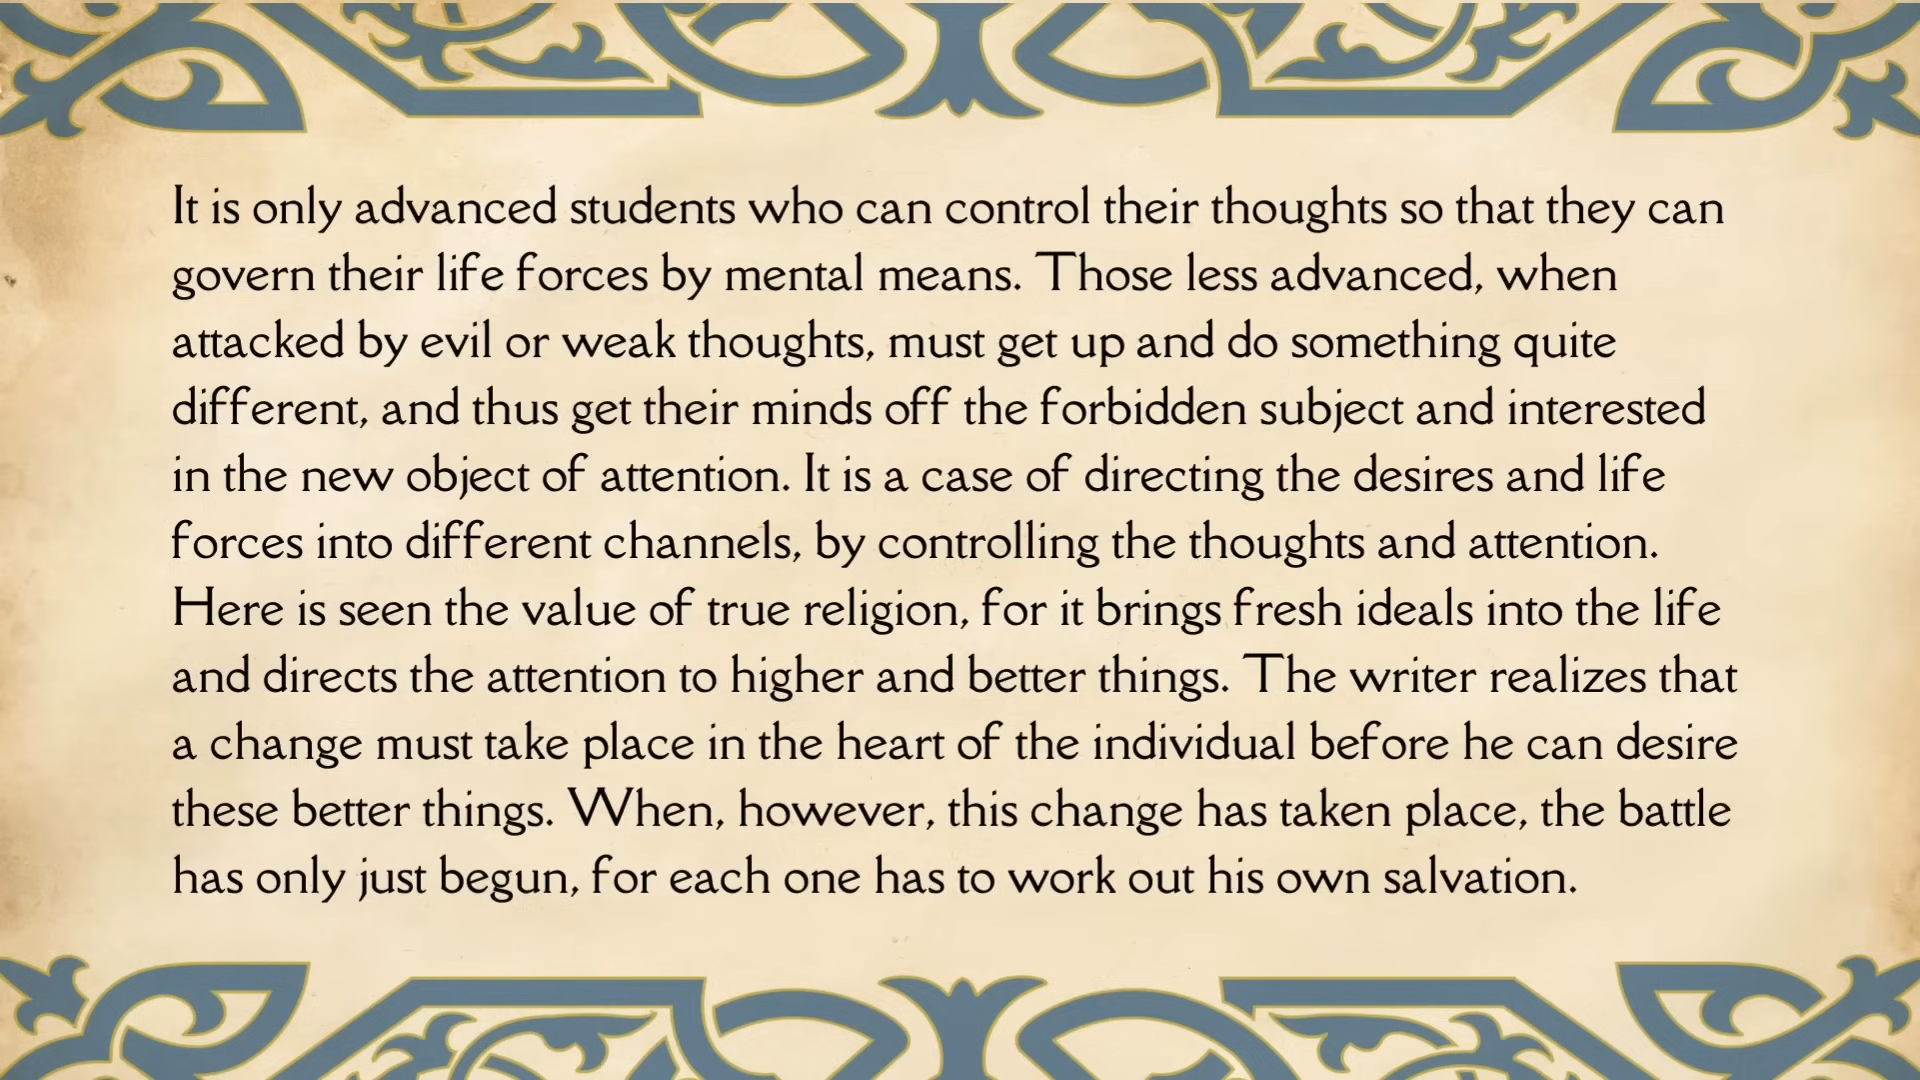 It is only advanced students who can control their thoughts so that they can
govern their life forces by mental means. Those less advanced, when
attacked by evil or weak thoughts, must get up and do something quite
different, and thus get their minds off the forbidden subject and interested
in the new object of attention. It is a case of directing the desires and life
forces into different channels, by controlling the thoughts and attention.
Here is seen the value of true religion, for it brings fresh ideals into the life
and directs the attention to higher and better things. The writer realizes that
a change must take place in the heart of the individual before he can desire
these better things. When, however, this change has taken place, the battle
has only just begun, for each one has to work out his own salvation.